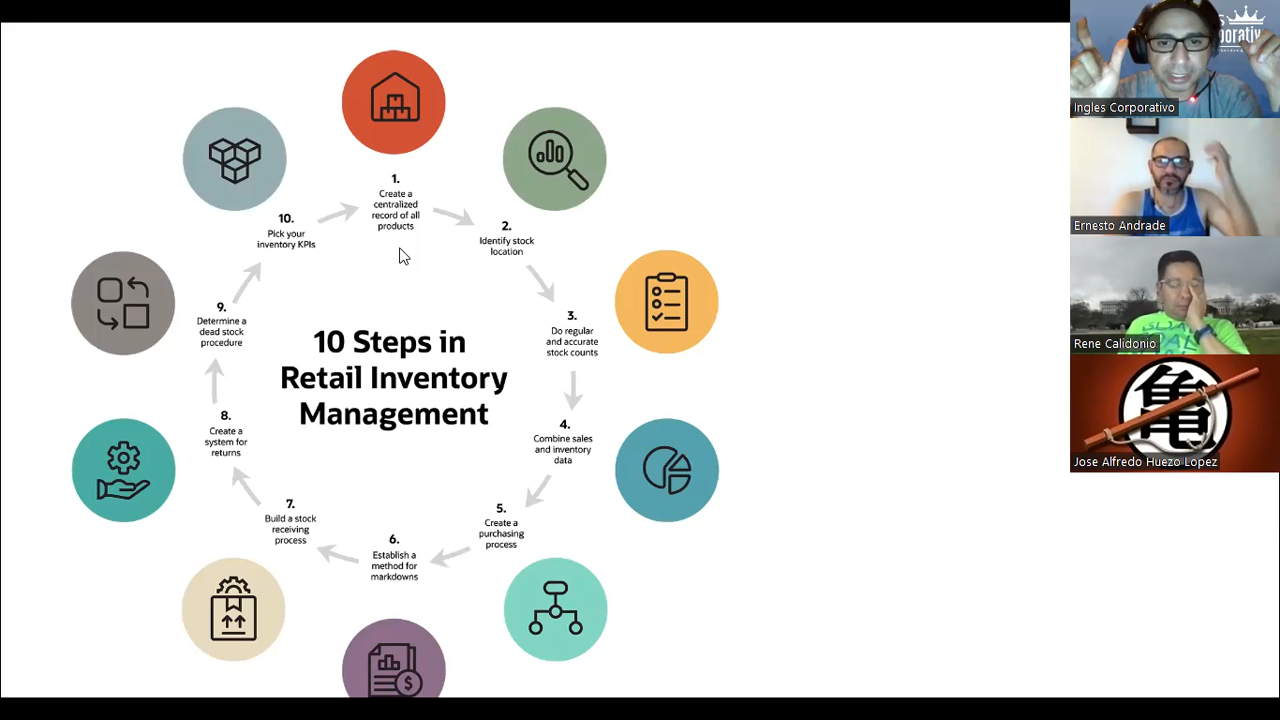 1.
Create a
centralized
record of all
products
2.
Identify stock
location
3.
Do regular
and accurate
stock counts
4.
Combine sales
and inventory
data
5.
Create a
purchasing
process
6.
Establish a
method for
markdowns
7.
Build a stock
receiving
process
8.
Create a
system for
returns
9.
Determine a
dead stock
procedure
10.
Pick your
inventory KPIs
10 Steps in
Retail Inventory
Management
$
Ingles Corporativo
Ernesto Andrade
Rene Calidonio
亀
Jose Alfredo Huezo Lopez